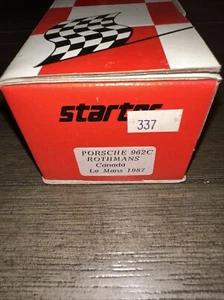 starter
337
PORSCHE 962C
ROTHMANS
Canada
Le Mans 1987